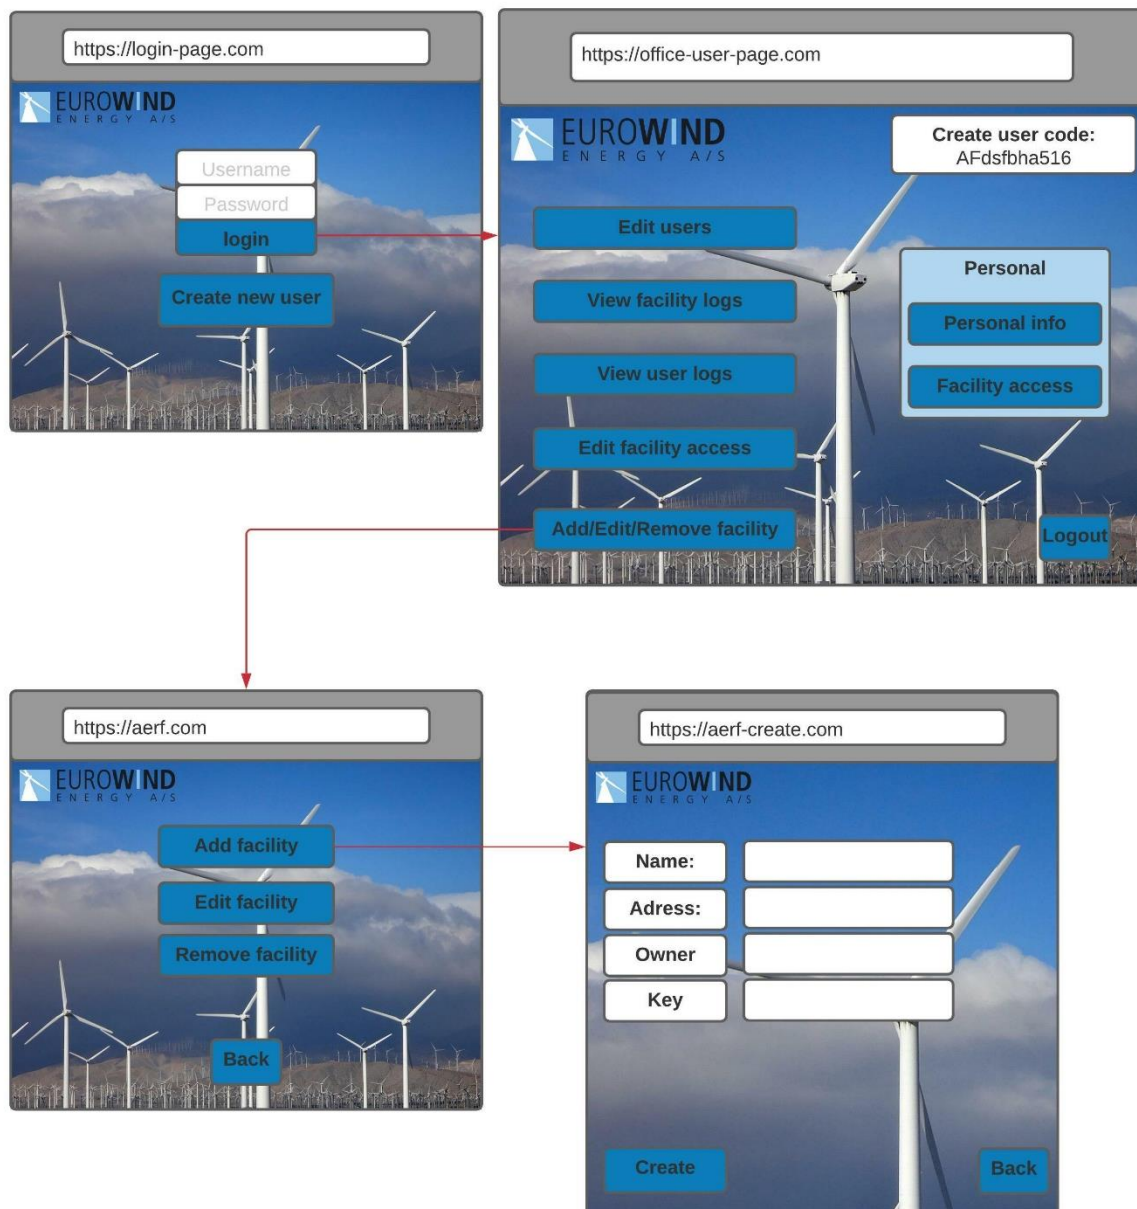 https://login-page.com
EUROWIND
ENERGY A/S
Username
Password
login
Create new user
https://office-user-page.com
EUROWIND
ENERGY A/S
Create user code:
AFdsfbha516
Edit users
View facility logs
View user logs
Edit facility access
Add/Edit/Remove facility
Personal
Personal info
Facility access
Logout
https://aerf.com
EUROWIND
ENERGY A/S
Add facility
Edit facility
Remove facility
Back
https://aerf-create.com
EUROWIND
ENERGY A/S
Name:
Adress:
Owner
Key
Create
Back